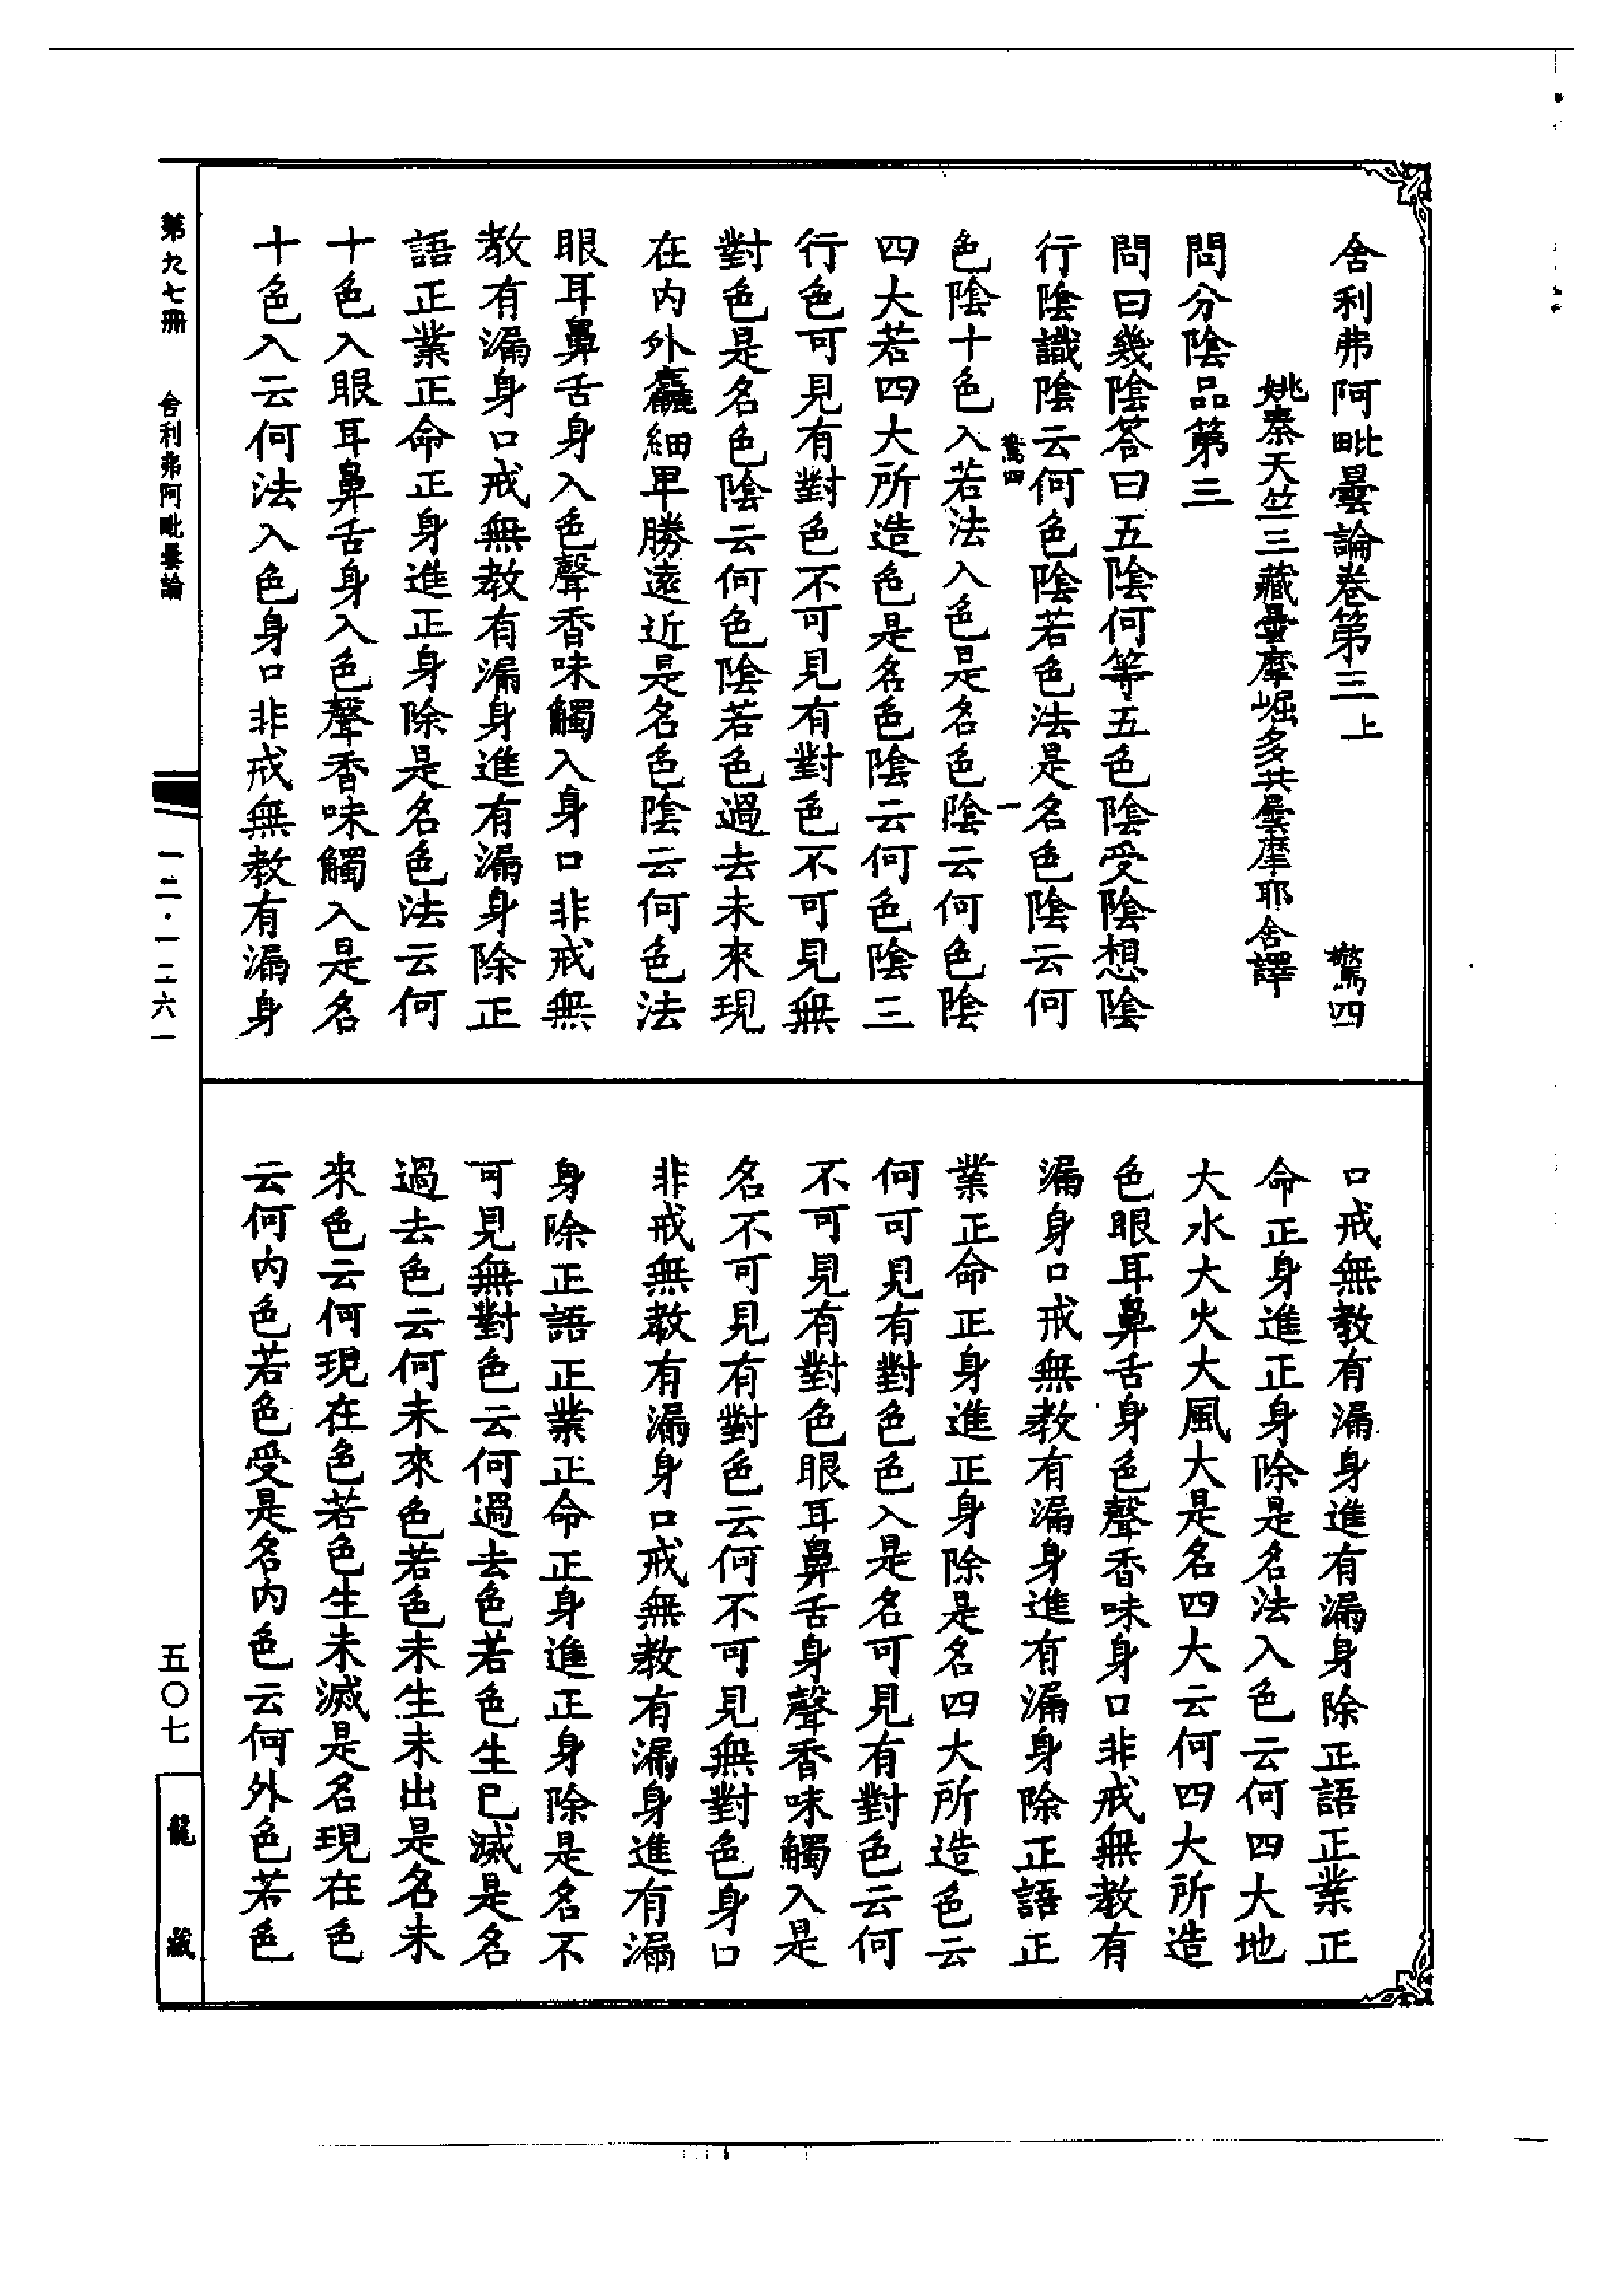 舍利弗阿毗曇論卷第三上 驚四
姚秦天竺三藏曇摩崛多共曇摩耶舍譯
問分陰品第三
問曰幾陰答曰五陰何等五色陰受陰想陰
行陰識陰云何色陰若色法是名色陰云何
驚四 一
色陰十色入若法入色是名色陰云何色陰
四大若四大所造色是名色陰云何色陰三
行色可見有對色不可見有對色不可見無
對色是名色陰云何色陰若色過去未來現
在內外麤細卑勝遠近是名色陰云何色法
眼耳鼻舌身入色聲香味觸入身口非戒無
教有漏身口戒無教有漏身進有漏身除正
語正業正命正身進正身除是名色法云何
十色入眼耳鼻舌身入色聲香味觸入是名
十色入云何法入色身口非戒無教有漏身
口戒無教有漏身進有漏身除正語正業正
命正身進正身除是名法入色云何四大地
大水大火大風大是名四大云何四大所造
色眼耳鼻舌身色聲香味身口非戒無教有
漏身口戒無教有漏身進有漏身除正語正
業正命正身進正身除是名四大所造色云
何可見有對色色入是名可見有對色云何
不可見有對色眼耳鼻舌身聲香味觸入是
名不可見有對色云何不可見無對色身口
非戒無教有漏身口戒無教有漏身進有漏
身除正語正業正命正身進正身除是名不
可見無對色云何過去色若色生已滅是名
過去色云何未來色若色未生未出是名未
來色云何現在色若色生未滅是名現在色
云何內色若色受是名內色云何外色若色
第九七冊 舍利弗阿毗曇論
一二·一二六一
五〇七
龍藏